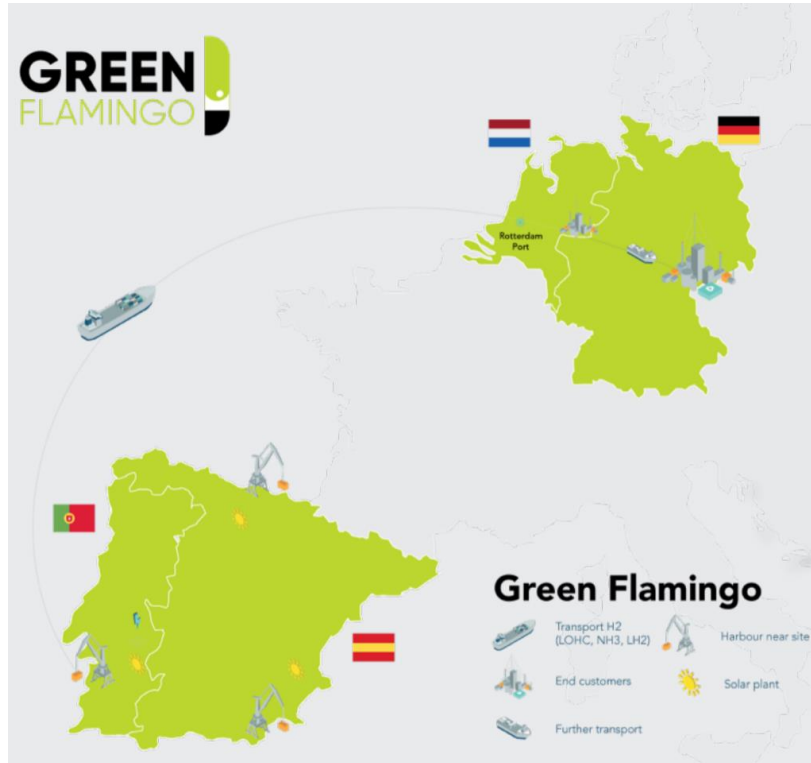 GREEN
FLAMINGO
Rotterdam
Port
Green Flamingo
Transport H2
(LOHC, NH3, LH2)
Harbour near site
End customers
Solar plant
Further transport